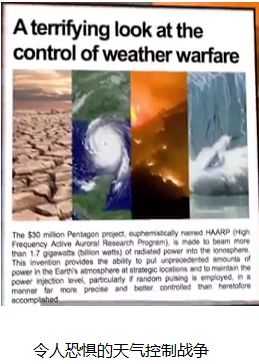 A terrifying look at the
control of weather warfare
The $30 million Pentagon project, euphemistically named HAARP (High
Frequency Active Auroral Research Program), is made to beam more
than 1.7 gigawatts (billion watts) of radiated power into the ionosphere.
This invention provides the ability to put unprecedented amounts of
power in the Earth's atmosphere at strategic locations and to maintain the
power injection level, particularly if random pulsing is employed, in a
manner far more precise and better controlled than heretofore
accomplished.
令人恐惧的天气控制战争